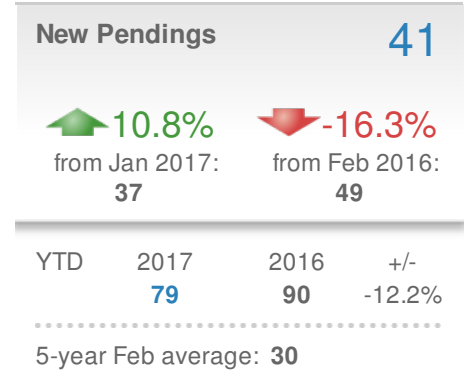 New Pendings 41
10.8% -16.3%
from Jan 2017: from Feb 2016:
37 49
YTD 2017 2016 +/-
79 90 -12.2%
5-year Feb average: 30